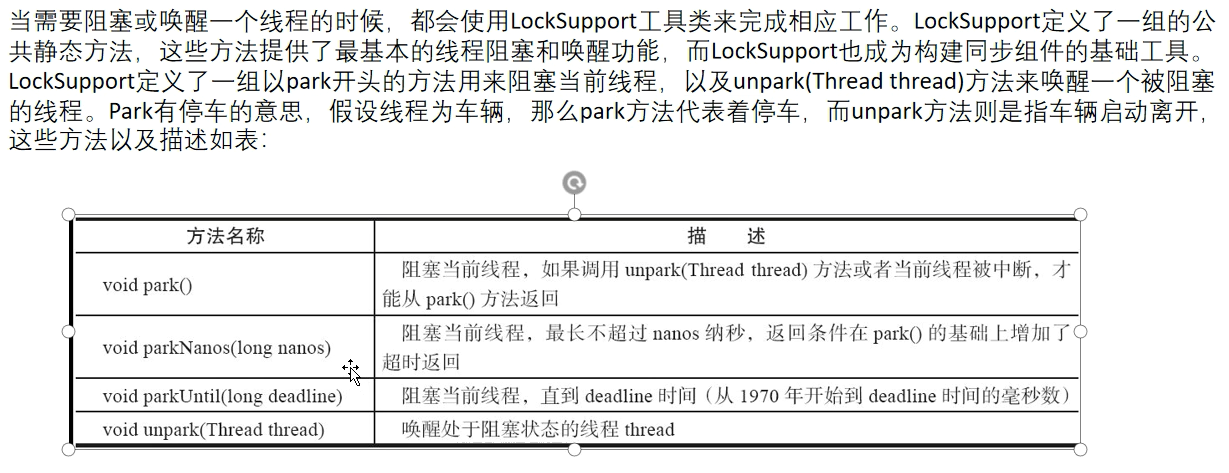 当需要阻塞或唤醒一个线程的时候，都会使用LockSupport工具类来完成相应工作。LockSupport定义了一组的公
共静态方法，这些方法提供了最基本的线程阻塞和唤醒功能，而LockSupport也成为构建同步组件的基础工具。
LockSupport定义了一组以park开头的方法用来阻塞当前线程，以及unpark(Thread thread)方法来唤醒一个被阻塞
的线程。Park有停车的意思，假设线程为车辆，那么park方法代表着停车，而unpark方法则是指车辆启动离开，
这些方法以及描述如表：
方法名称 描 述
void park() 阻塞当前线程，如果调用 unpark(Thread thread) 方法或者当前线程被中断，才
能从 park() 方法返回
void parkNanos(long nanos) 阻塞当前线程，最长不超过 nanos 纳秒，返回条件在 park() 的基础上增加了
超时返回
void parkUntil(long deadline) 阻塞当前线程，直到 deadline 时间（从 1970 年开始到 deadline 时间的毫秒数）
void unpark(Thread thread) 唤醒处于阻塞状态的线程 thread